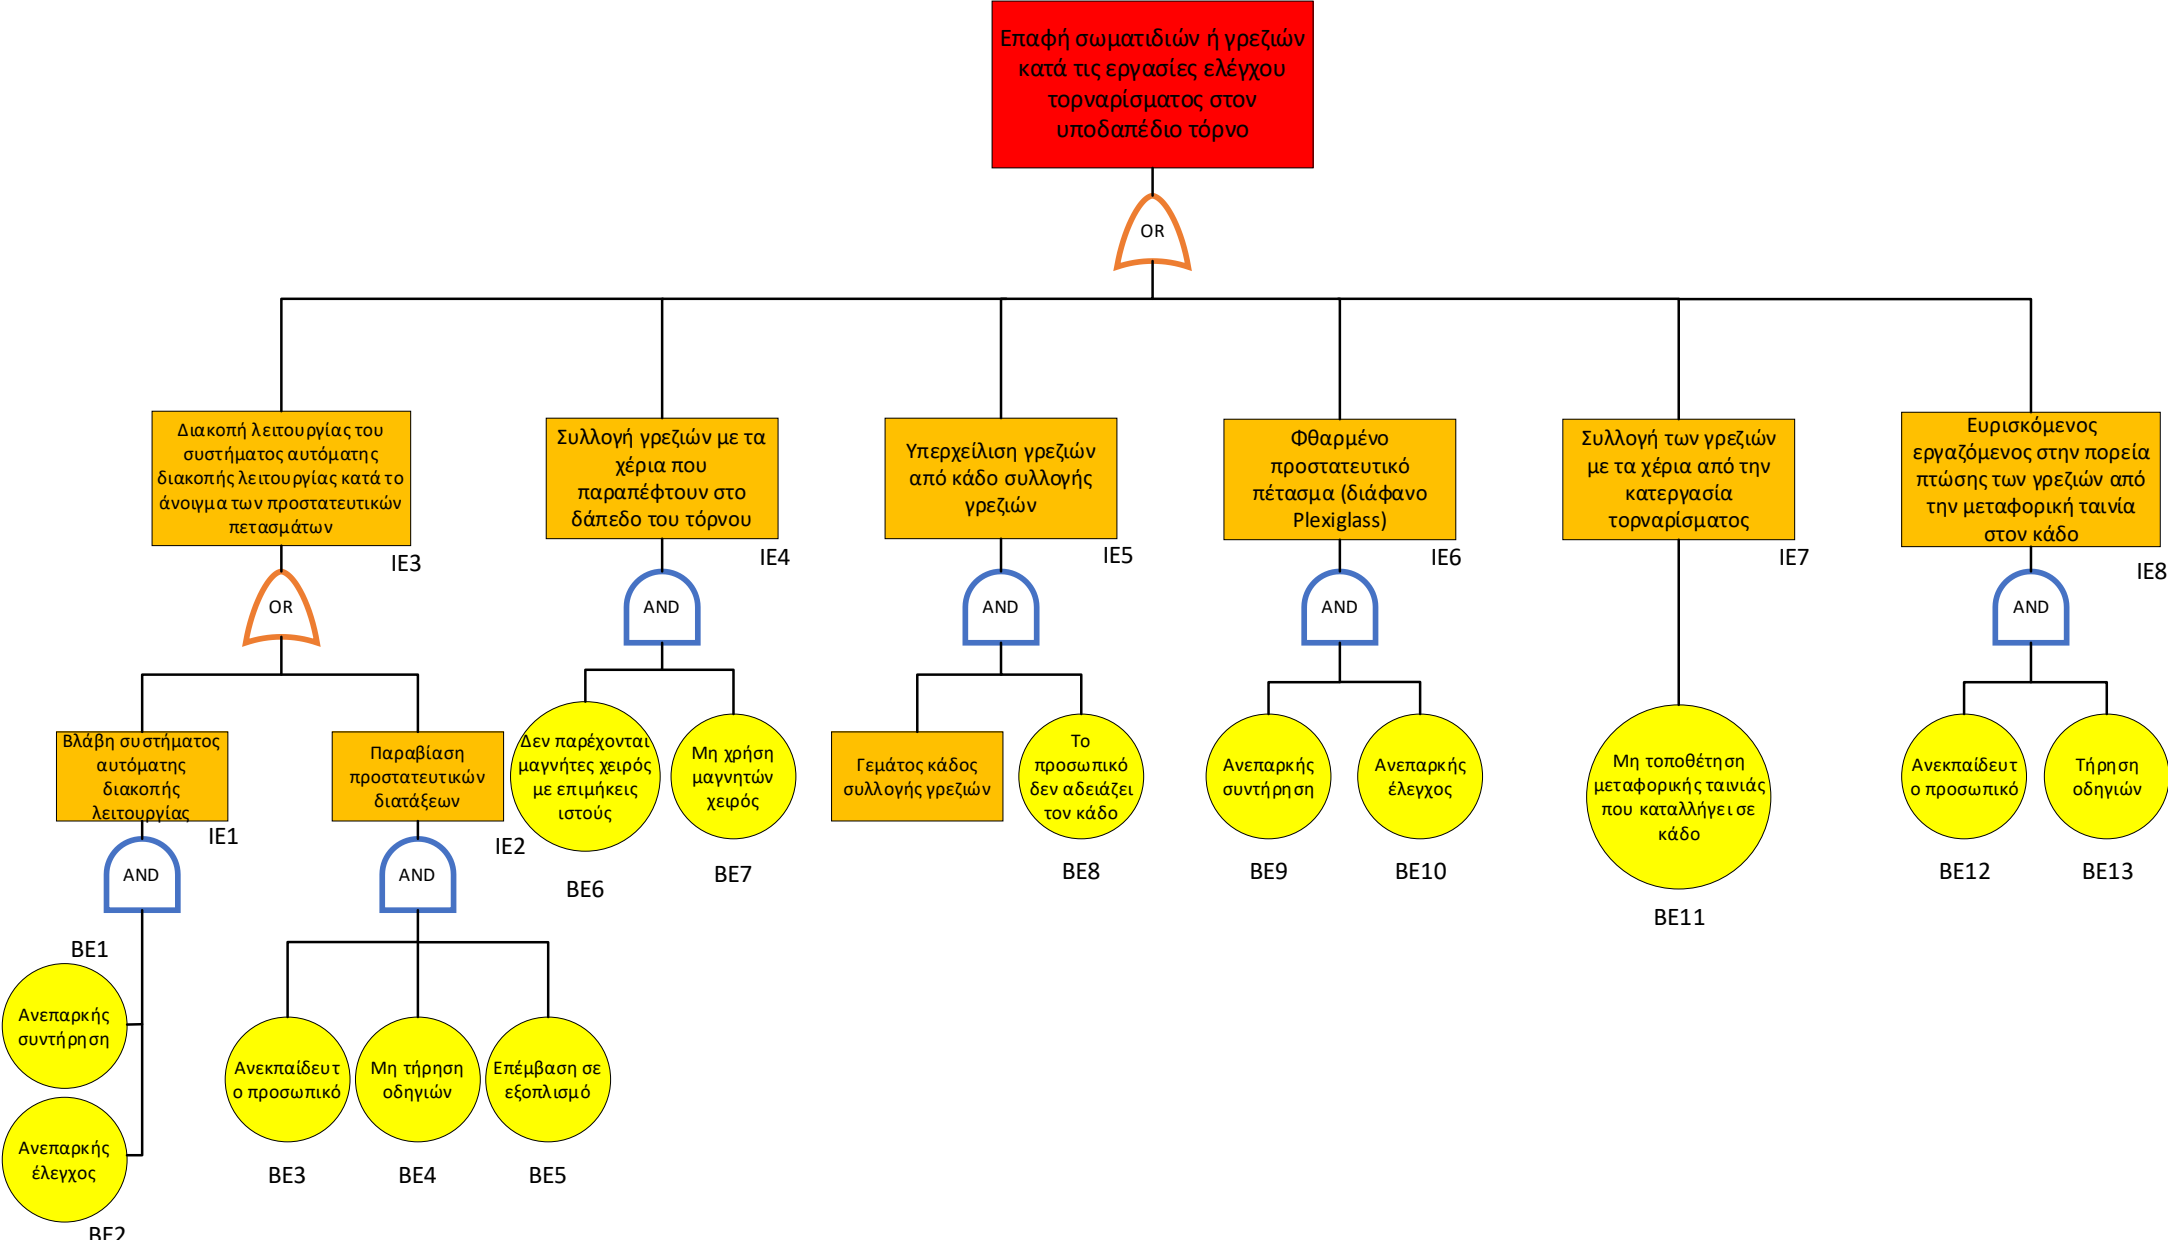 Επαφή σωματιδιών ή γρεζιών
κατά τις εργασίες ελέγχου
τορναρίσματος στον
υποδαπέδιο τόρνο
OR
Διακοπή λειτουργίας του
συστήματος αυτόματης
διακοπής λειτουργίας κατά το
άνοιγμα των προστατευτικών
πετασμάτων
IE3
Συλλογή γρεζιών με τα
χέρια που
παραπέφτουν στο
δάπεδο του τόρνου
IE4
Υπερχείλιση γρεζιών
από κάδο συλλογής
γρεζιών
IE5
Φθαρμένο
προστατευτικό
πέτασμα (διάφανο
Plexiglass)
IE6
Συλλογή των γρεζιών
με τα χέρια από την
κατεργασία
τορναρίσματος
IE7
Ευρισκόμενος
εργαζόμενος στην πορεία
πτώσης των γρεζιών από
την μεταφορική ταινία
στον κάδο
IE8
OR
AND
AND
AND
AND
Βλάβη συστήματος
αυτόματης
διακοπής
λειτουργίας
IE1
Παραβίαση
προστατευτικών
διατάξεων
IE2
Δεν παρέχονται
μαγνήτες χειρός
με επιμήκεις
ιστούς
BE6
Μη χρήση
μαγνητών
χειρός
BE7
Γεμάτος κάδος
συλλογής γρεζιών
Το
προσωπικό
δεν αδειάζει
τον κάδο
BE8
Ανεπαρκής
συντήρηση
BE9
Ανεπαρκής
έλεγχος
BE10
Μη τοποθέτηση
μεταφορικής ταινιάς
που καταλλήγει σε
κάδο
BE11
Ανεκπαίδευτ
ο προσωπικό
BE12
Τήρηση
οδηγιών
BE13
AND
AND
BE1
Ανεπαρκής
συντήρηση
Ανεπαρκής
έλεγχος
BE2
Ανεκπαίδευτ
ο προσωπικό
BE3
Μη τήρηση
οδηγιών
BE4
Επέμβαση σε
εξοπλισμό
BE5